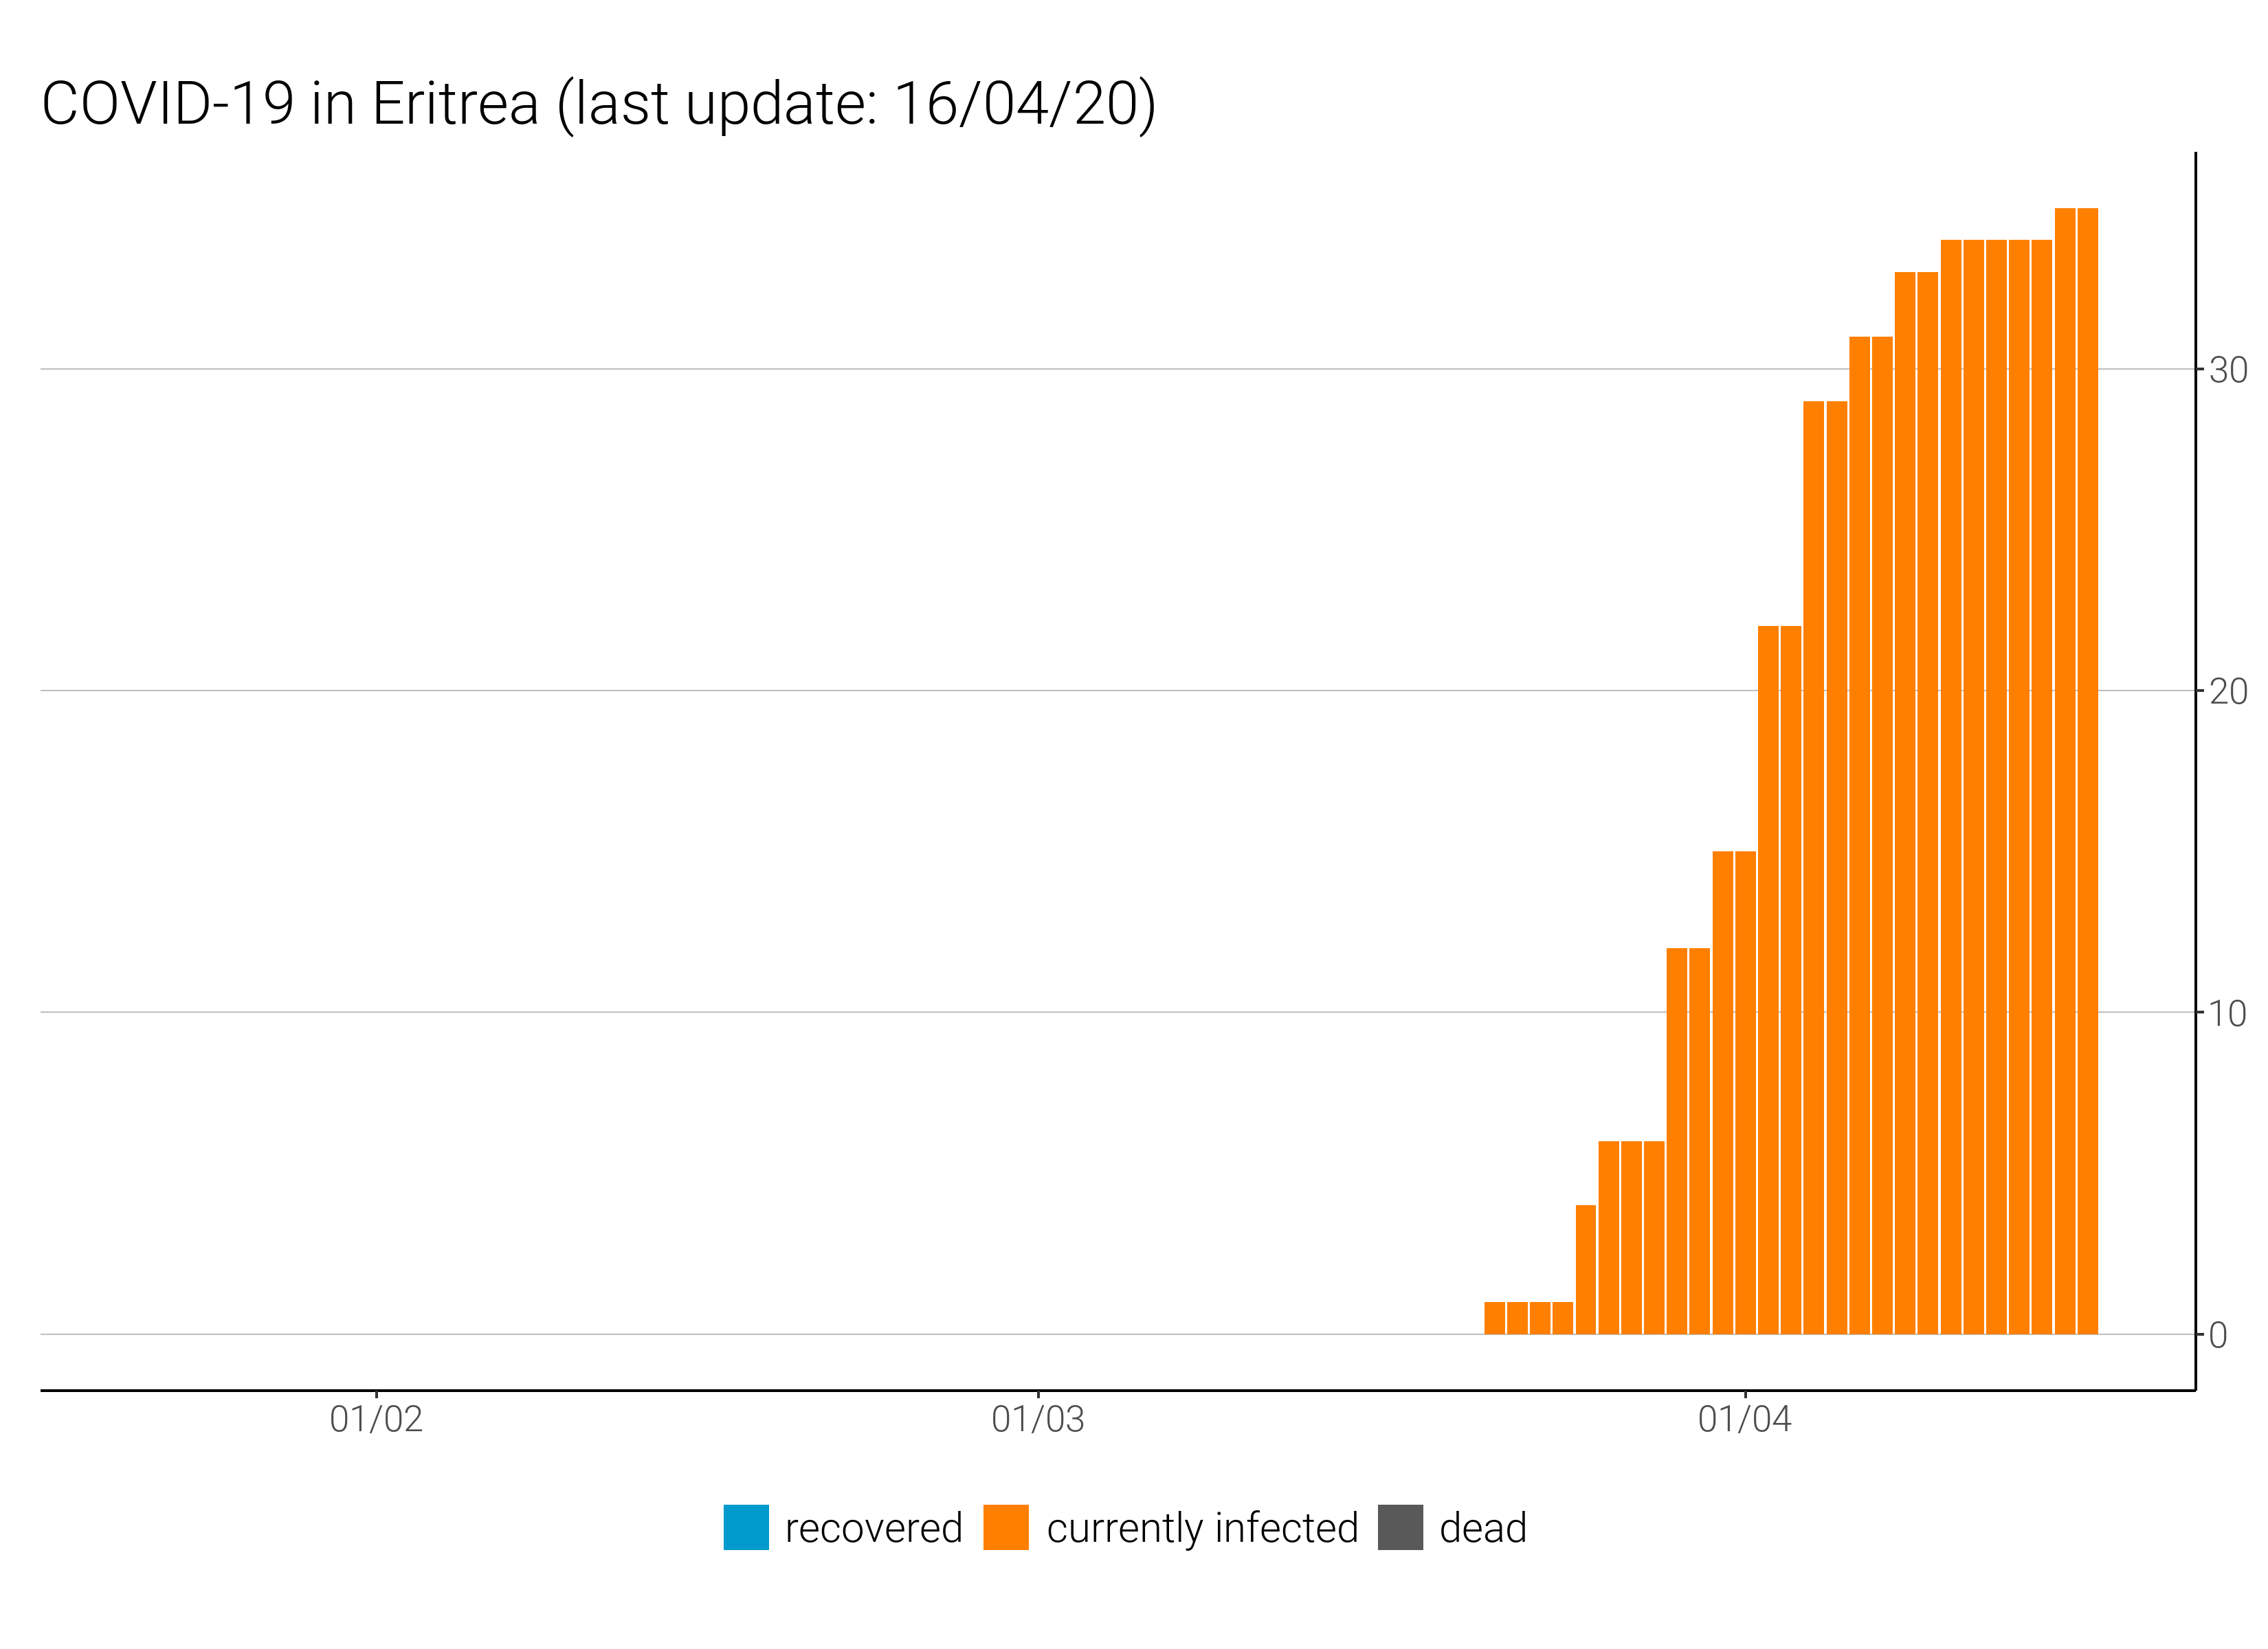 COVID-19 in Eritrea (last update: 16/04/20)
30
20
10
0
01/02 01/03 01/04
recovered currently infected dead